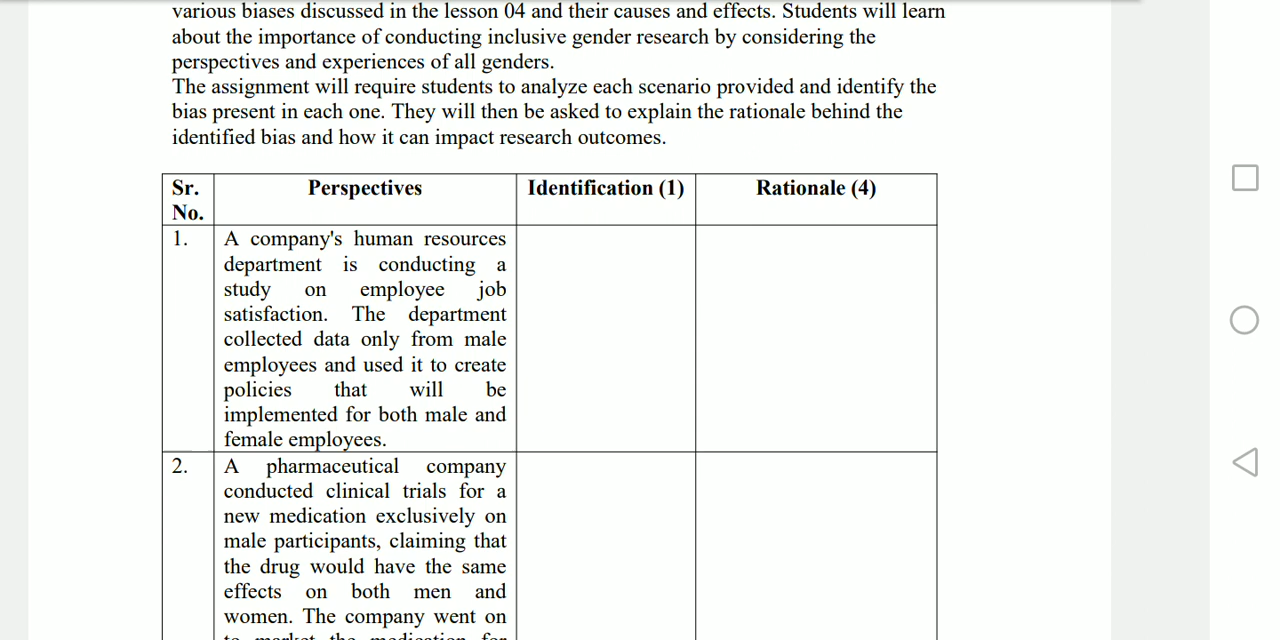 various biases discussed in the lesson 04 and their causes and effects. Students will learn
about the importance of conducting inclusive gender research by considering the
perspectives and experiences of all genders.
The assignment will require students to analyze each scenario provided and identify the
bias present in each one. They will then be asked to explain the rationale behind the
identified bias and how it can impact research outcomes.
Sr.
No.
Perspectives
Identification (1)
Rationale (4)
1.
A company's human resources
department is conducting a
study on employee job
satisfaction. The department
collected data only from male
employees and used it to create
policies that will be
implemented for both male and
female employees.
2.
A pharmaceutical company
conducted clinical trials for a
new medication exclusively on
male participants, claiming that
the drug would have the same
effects on both men and
women. The company went on
to market the medication for